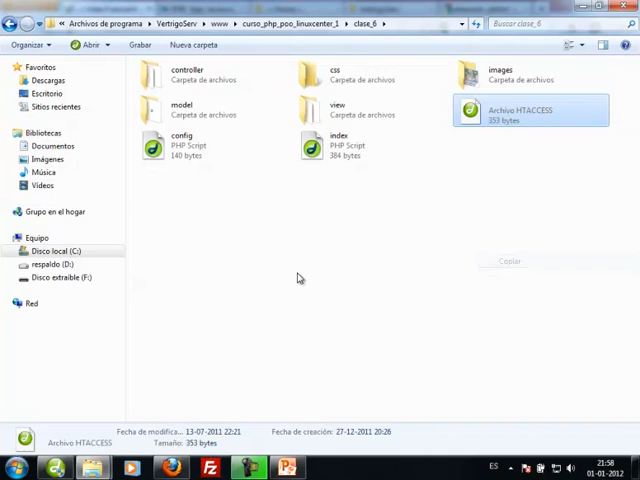 Archivos de programa ▸ VertrigoServ ▸ www ▸ curso_php_poo_linuxcenter_1 ▸ clase_6 ▸
Buscar clase_6
Organizar Abrir Grabar Nueva carpeta
Favoritos
Descargas
Escritorio
Sitios recientes
Bibliotecas
Documentos
Imágenes
Música
Vídeos
Grupo en el hogar
Equipo
Disco local (C:)
respaldo (D:)
Disco extraíble (F:)
Red
controller
Carpeta de archivos
css
Carpeta de archivos
images
Carpeta de archivos
model
Carpeta de archivos
view
Carpeta de archivos
Archivo HTACCESS
353 bytes
config
PHP Script
140 bytes
index
PHP Script
384 bytes
Copiar
Fecha de modifica... 13-07-2011 22:21
Fecha de creación: 27-12-2011 20:26
Archivo HTACCESS
Tamaño: 353 bytes
ES
21:58
01-01-2012